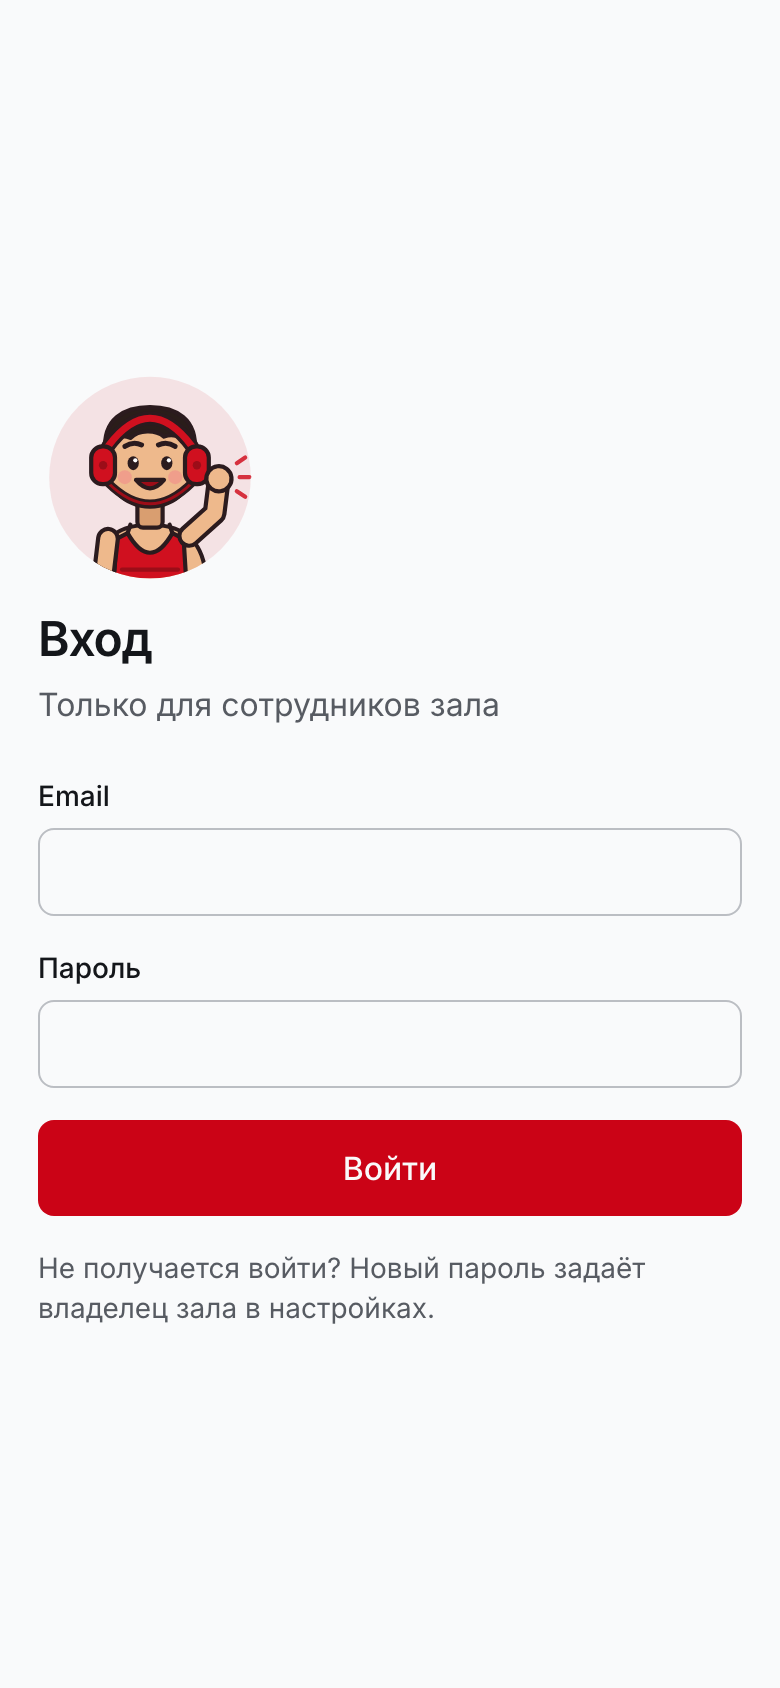 Вход
Только для сотрудников зала
Email
Пароль
Войти
Не получается войти? Новый пароль задаёт
владелец зала в настройках.